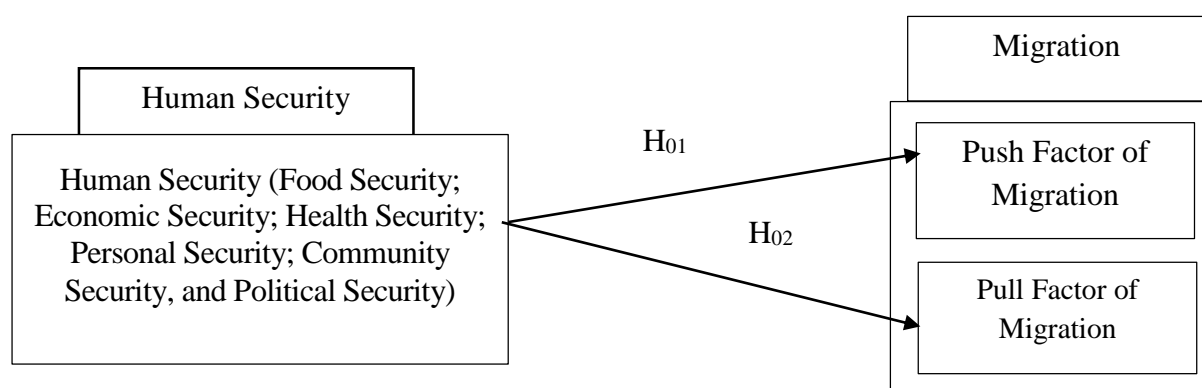 Human Security
Human Security (Food Security;
Economic Security; Health Security;
Personal Security; Community
Security, and Political Security)
H01
H02
Migration
Push Factor of
Migration
Pull Factor of
Migration